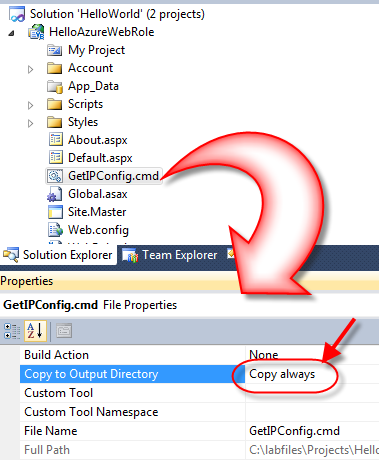 Solution 'HelloWorld' (2 projects)
HelloAzureWebRole
My Project
Account
App_Data
Scripts
Styles
About.aspx
Default.aspx
GetIPConfig.cmd
Global.asax
Site.Master
Web.config
Solution Explorer Team Explorer
Properties
GetIPConfig.cmd File Properties
Build Action None
Copy to Output Directory Copy always
Custom Tool
Custom Tool Namespace
File Name GetIPConfig.cmd
Full Path C:\labfiles\Projects\Hello